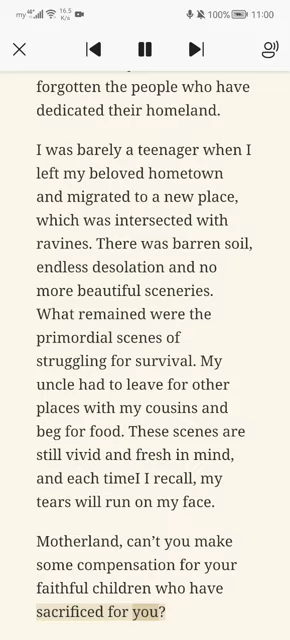 my 4G 16.5 K/s 100% 11:00
forgotten the people who have
dedicated their homeland.
I was barely a teenager when I
left my beloved hometown
and migrated to a new place,
which was intersected with
ravines. There was barren soil,
endless desolation and no
more beautiful sceneries.
What remained were the
primordial scenes of
struggling for survival. My
uncle had to leave for other
places with my cousins and
beg for food. These scenes are
still vivid and fresh in mind,
and each timeI I recall, my
tears will run on my face.
Motherland, can’t you make
some compensation for your
faithful children who have
sacrificed for you?